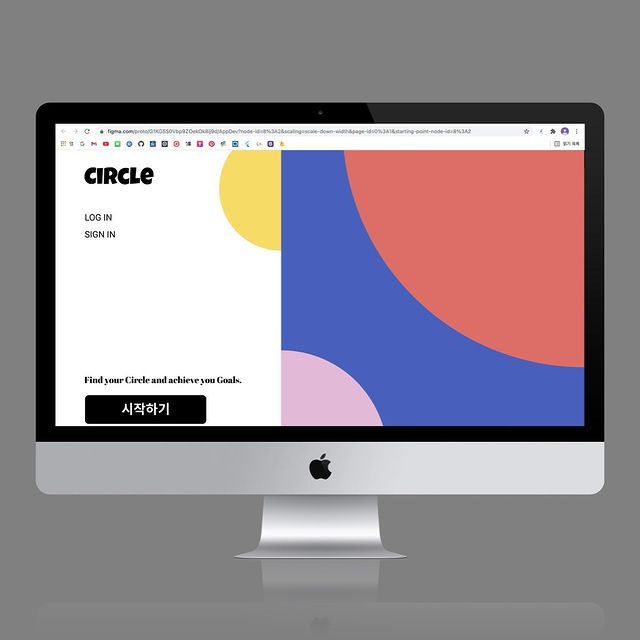 figma.com/proto/G1KG5S0Vbp9ZOekDk8ij9d/AppDev?node-id=8%3A2&scaling=scale-down-width&page-id=0%3A1&starting-point-node-id=8%3A2
읽기 목록
CIRCLE
LOG IN
SIGN IN
Find your Circle and achieve you Goals.
시작하기